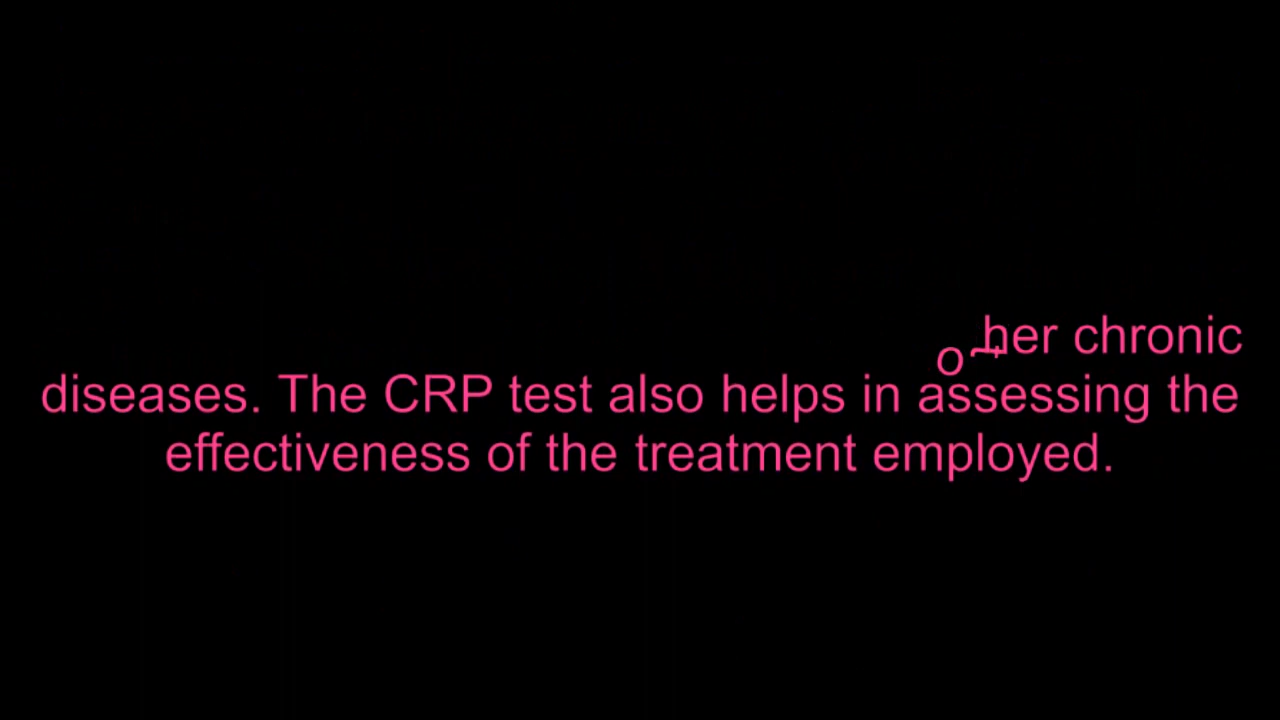 other chronic
diseases. The CRP test also helps in assessing the
effectiveness of the treatment employed.